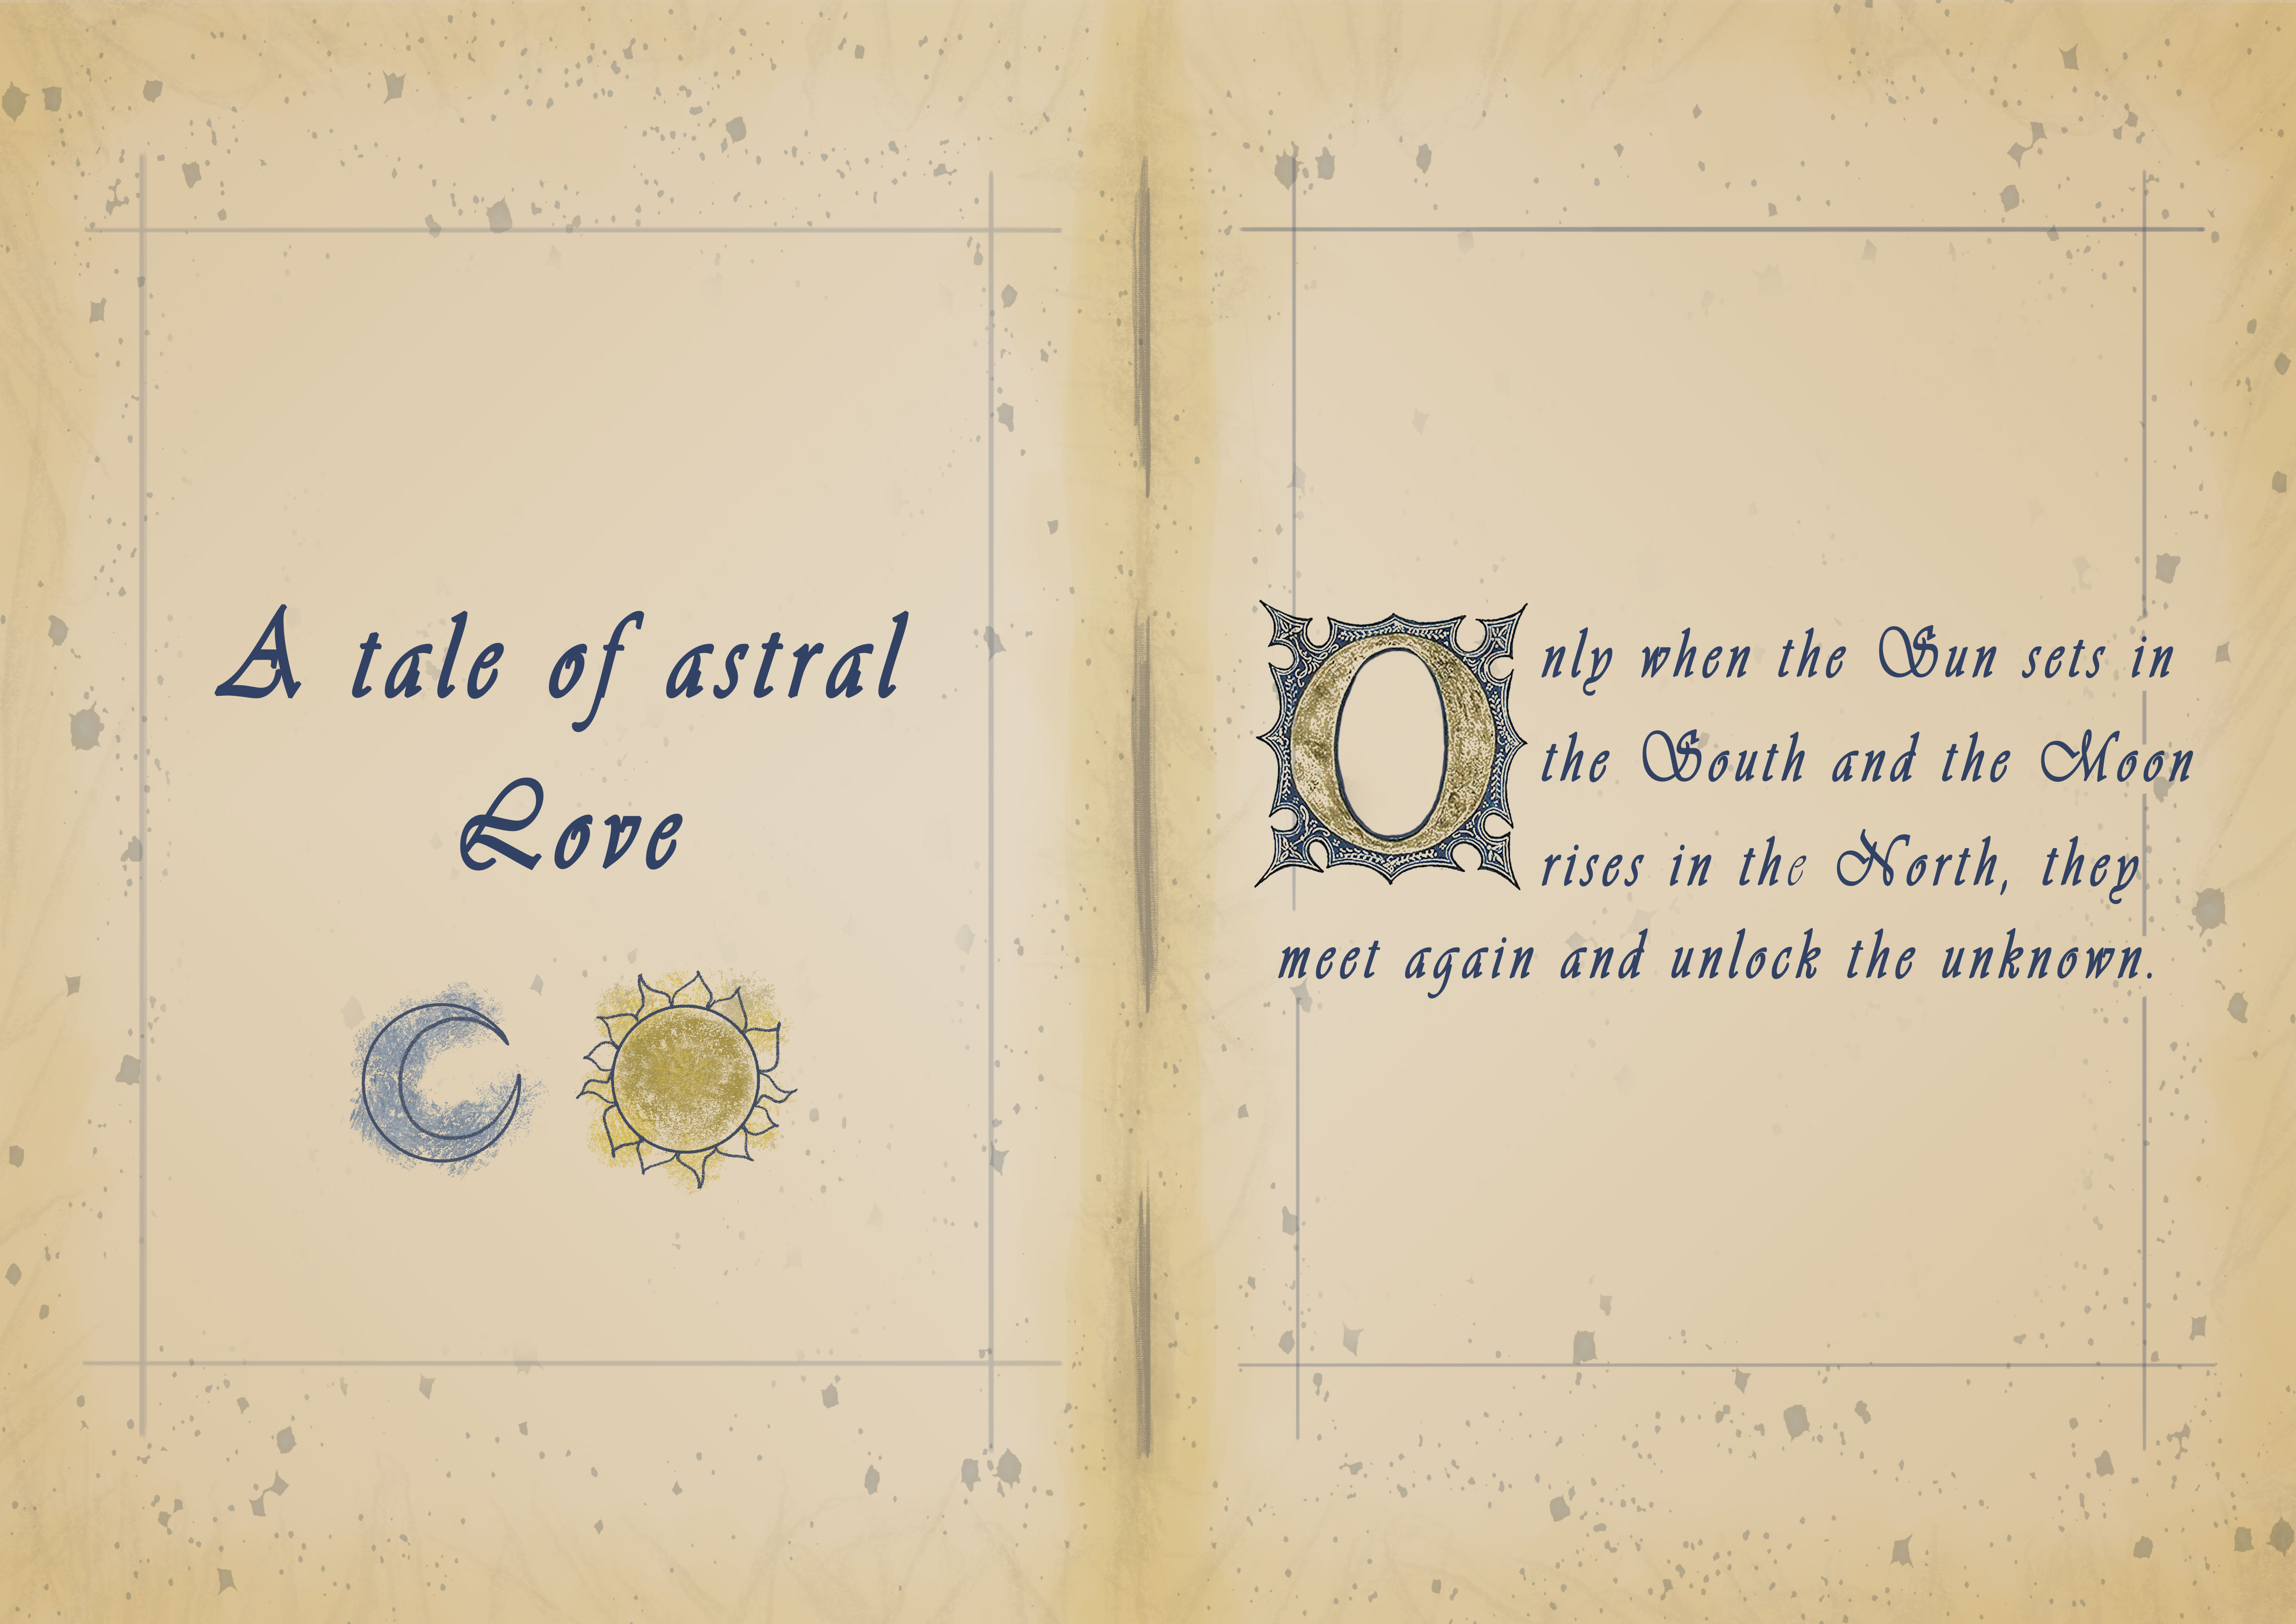 A tale of astral
Love
Only when the Sun sets in
the South and the Moon
rises in the North, they
meet again and unlock the unknown.